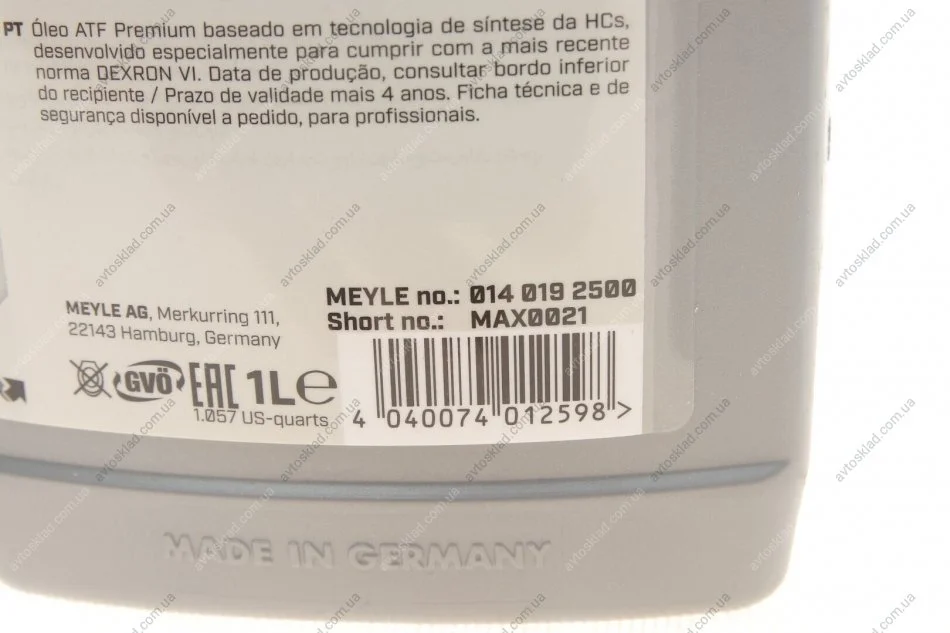 PT Óleo ATF Premium baseado em tecnologia de síntese da HCs,
desenvolvido especialmente para cumprir com a mais recente
norma DEXRON VI. Data de produção, consultar bordo inferior
do recipiente / Prazo de validade mais 4 anos. Ficha técnica e de
segurança disponível a pedido, para profissionais.
MEYLE no.: 014 019 2500
Short no.: MAX0021
MEYLE AG, Merkurring 111,
22143 Hamburg, Germany
GVÖ EAC 1L e
1.057 US-quarts
4 040074 012598 >
MADE IN GERMANY
avtosklad.com.ua